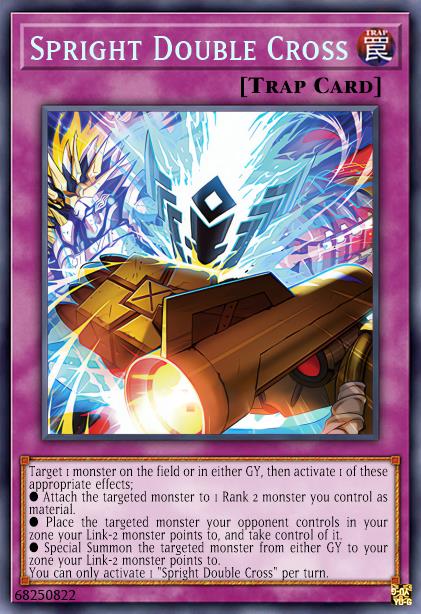 SPRIGHT DOUBLE CROSS
TRAP
罠
[TRAP CARD]
Target 1 monster on the field or in either GY, then activate 1 of these
appropriate effects;
● Attach the targeted monster to 1 Rank 2 monster you control as
material.
● Place the targeted monster your opponent controls in your
zone your Link-2 monster points to, and take control of it.
● Special Summon the targeted monster from either GY to your
zone your Link-2 monster points to.
You can only activate 1 "Spright Double Cross" per turn.
68250822